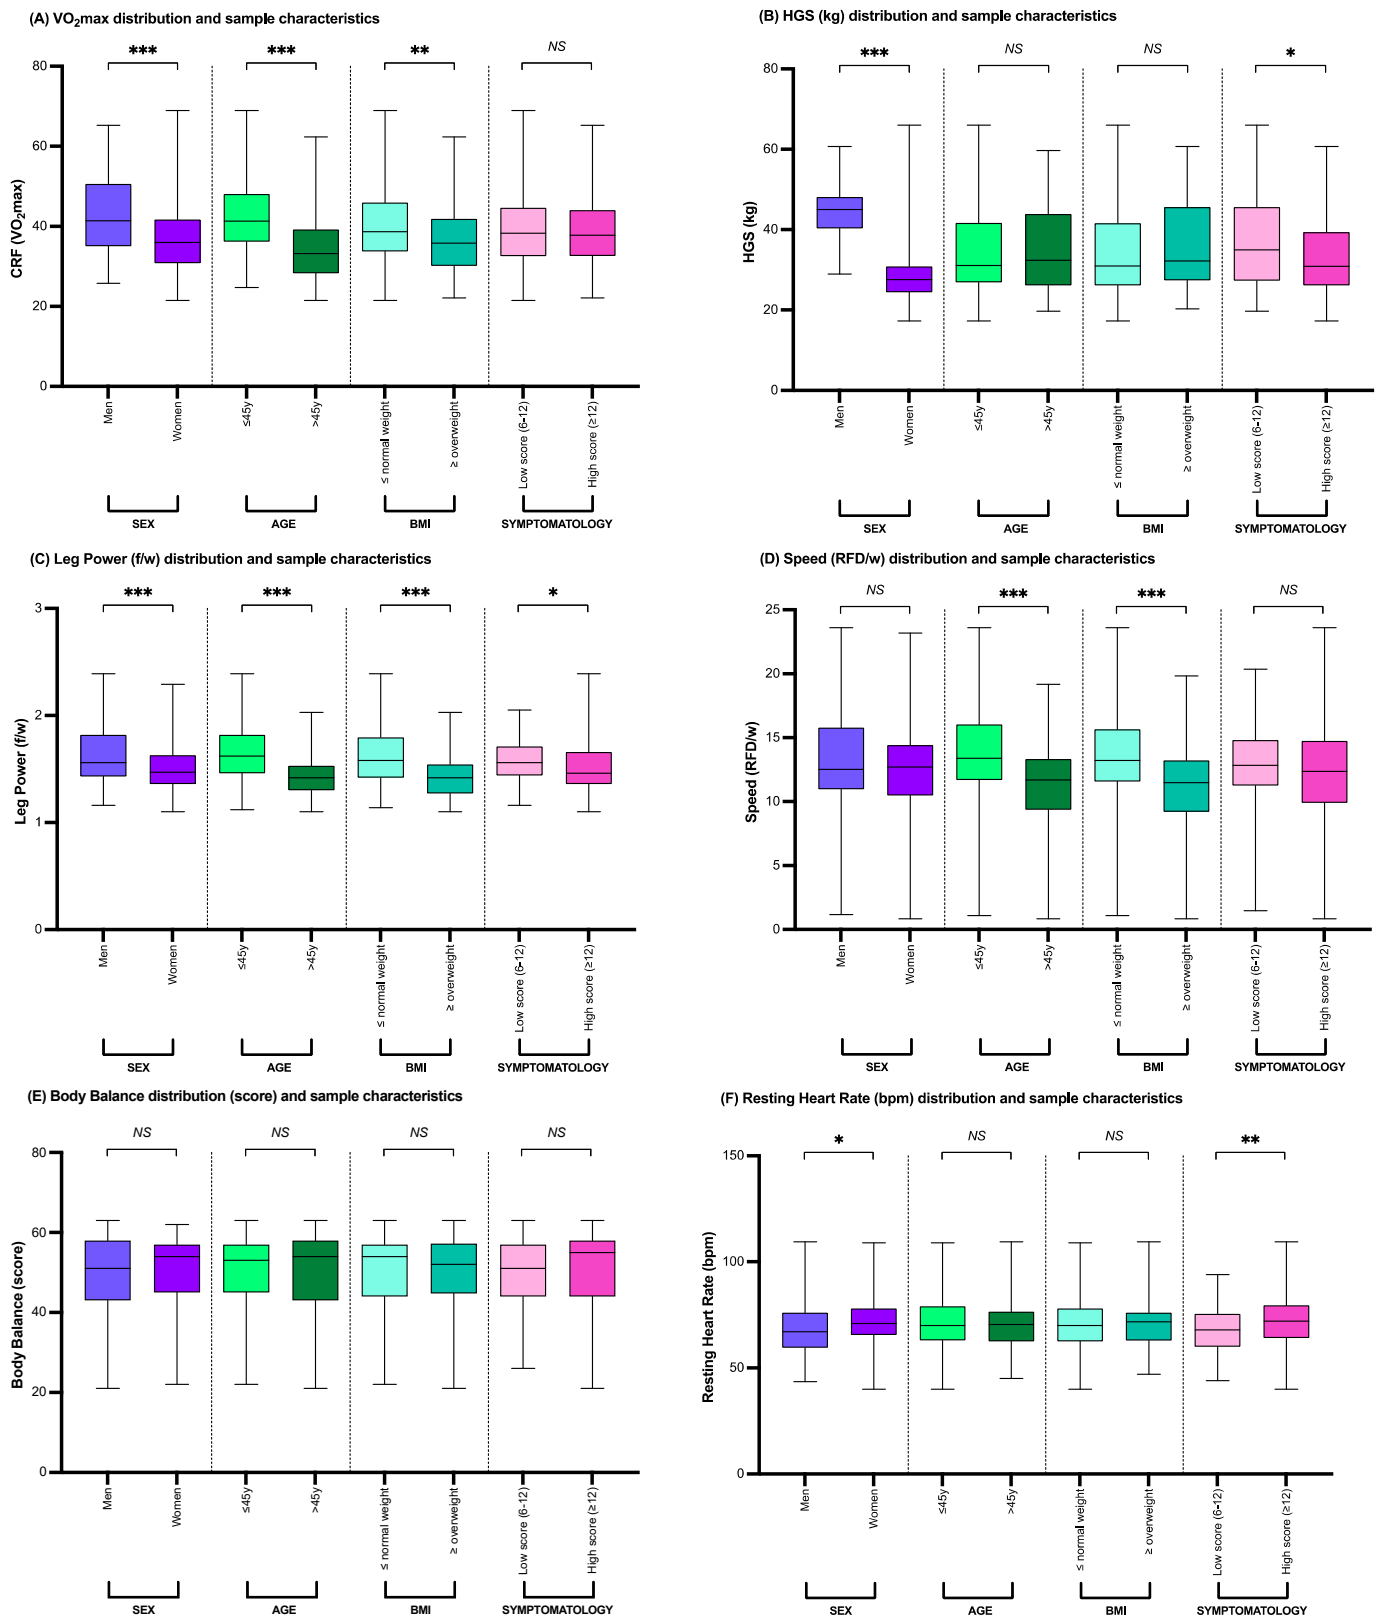 (A) VO₂max distribution and sample characteristics
*** *** ** NS
80
60
40
20
0
CRF (VO₂max)
Men Women ≤45y >45y ≤ normal weight ≥ overweight Low score (6-12) High score (≥12)
SEX AGE BMI SYMPTOMATOLOGY
(B) HGS (kg) distribution and sample characteristics
*** NS NS *
80
60
40
20
0
HGS (kg)
Men Women ≤45y >45y ≤ normal weight ≥ overweight Low score (6-12) High score (≥12)
SEX AGE BMI SYMPTOMATOLOGY
(C) Leg Power (f/w) distribution and sample characteristics
*** *** *** *
3
2
1
0
Leg Power (f/w)
Men Women ≤45y >45y ≤ normal weight ≥ overweight Low score (6-12) High score (≥12)
SEX AGE BMI SYMPTOMATOLOGY
(D) Speed (RFD/w) distribution and sample characteristics
NS *** *** NS
25
20
15
10
5
0
Speed (RFD/w)
Men Women ≤45y >45y ≤ normal weight ≥ overweight Low score (6-12) High score (≥12)
SEX AGE BMI SYMPTOMATOLOGY
(E) Body Balance distribution (score) and sample characteristics
NS NS NS NS
80
60
40
20
0
Body Balance (score)
Men Women ≤45y >45y ≤ normal weight ≥ overweight Low score (6-12) High score (≥12)
SEX AGE BMI SYMPTOMATOLOGY
(F) Resting Heart Rate (bpm) distribution and sample characteristics
* NS NS **
150
100
50
0
Resting Heart Rate (bpm)
Men Women ≤45y >45y ≤ normal weight ≥ overweight Low score (6-12) High score (≥12)
SEX AGE BMI SYMPTOMATOLOGY